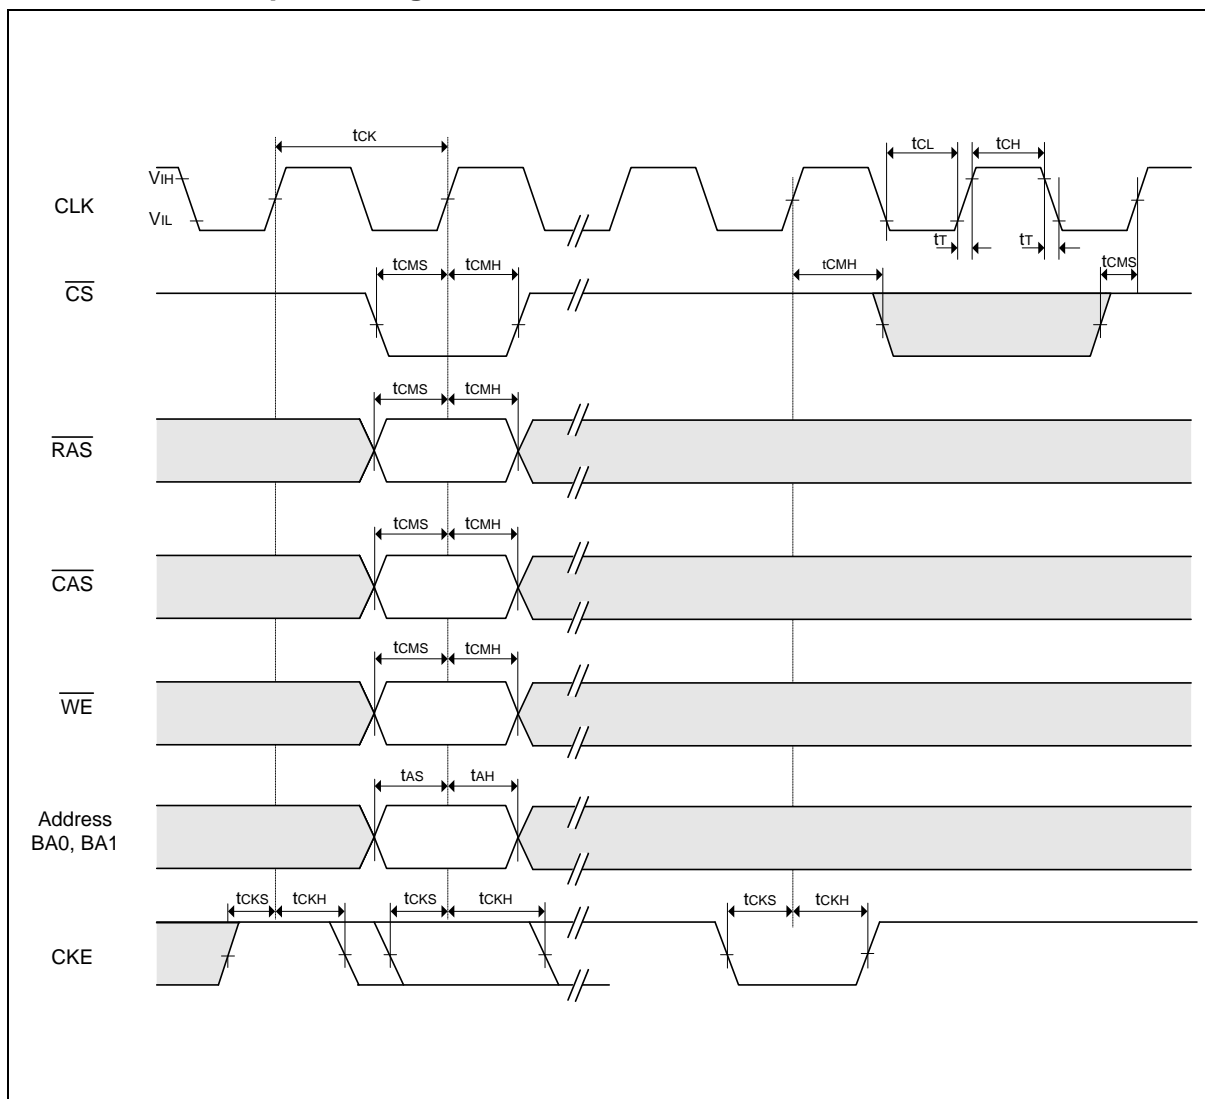 tCK
tCL
tCH
VIH
CLK
VIL
tT
tT
tCMS
tCMH
tCMH
tCMS
CS
tCMS
tCMH
RAS
tCMS
tCMH
CAS
tCMS
tCMH
WE
tAS
tAH
Address
BA0, BA1
tCKS
tCKH
tCKS
tCKH
tCKS
tCKH
CKE